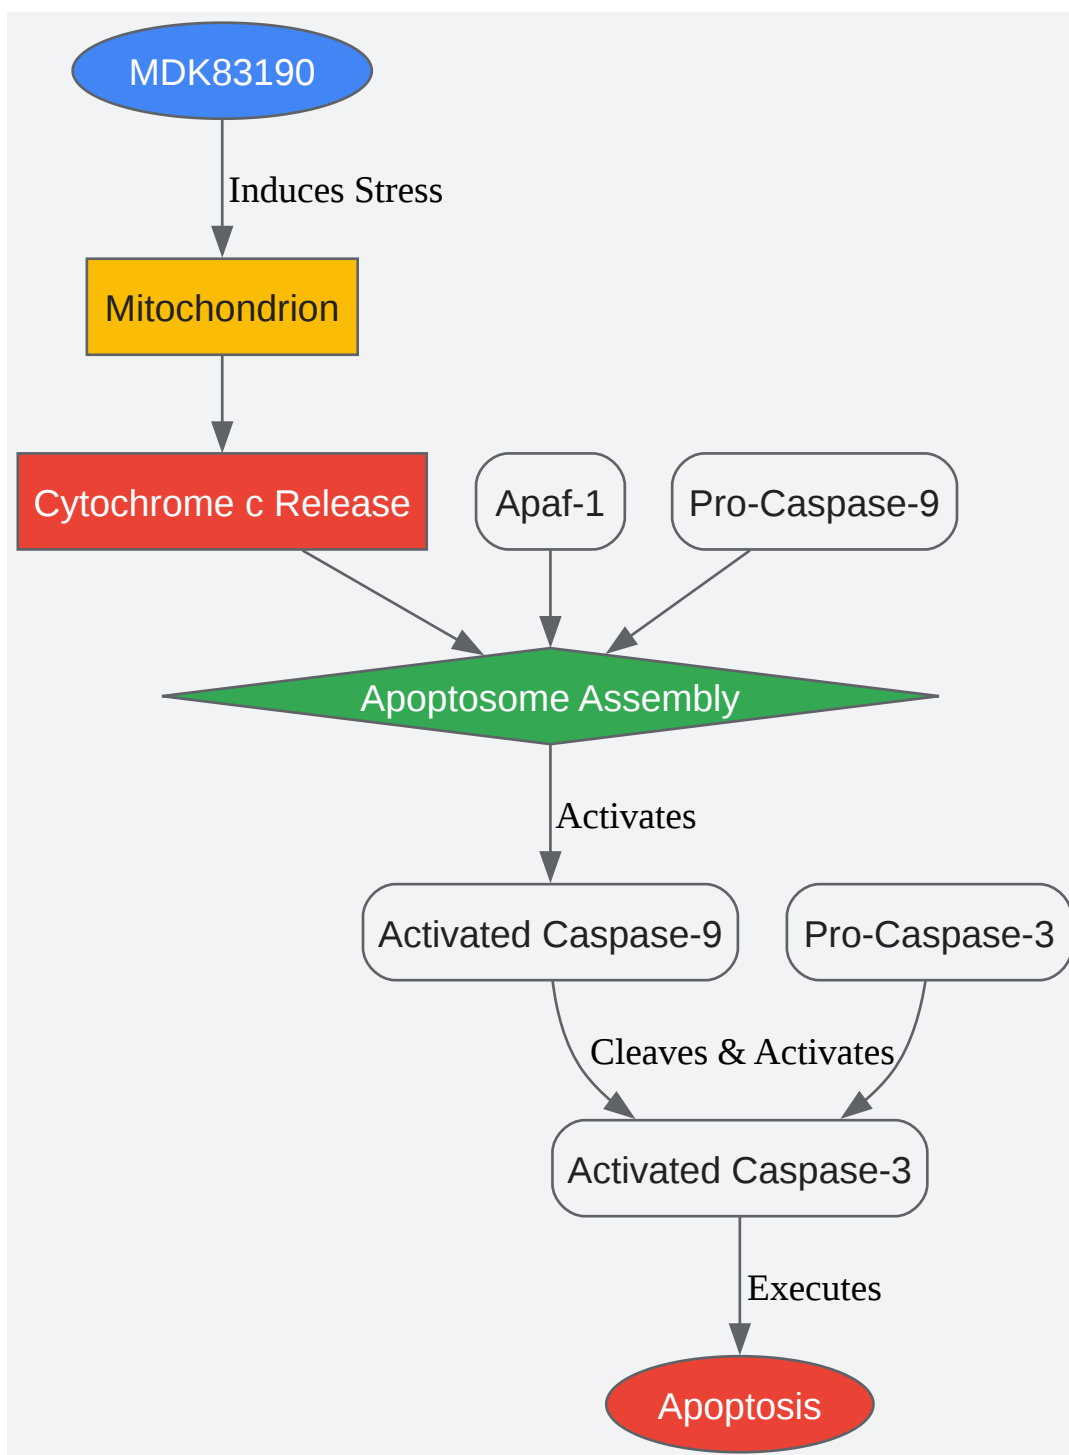 MDK83190
Induces Stress
Mitochondrion
Cytochrome c Release
Apaf-1
Pro-Caspase-9
Apoptosome Assembly
Activates
Activated Caspase-9
Pro-Caspase-3
Cleaves & Activates
Activated Caspase-3
Executes
Apoptosis